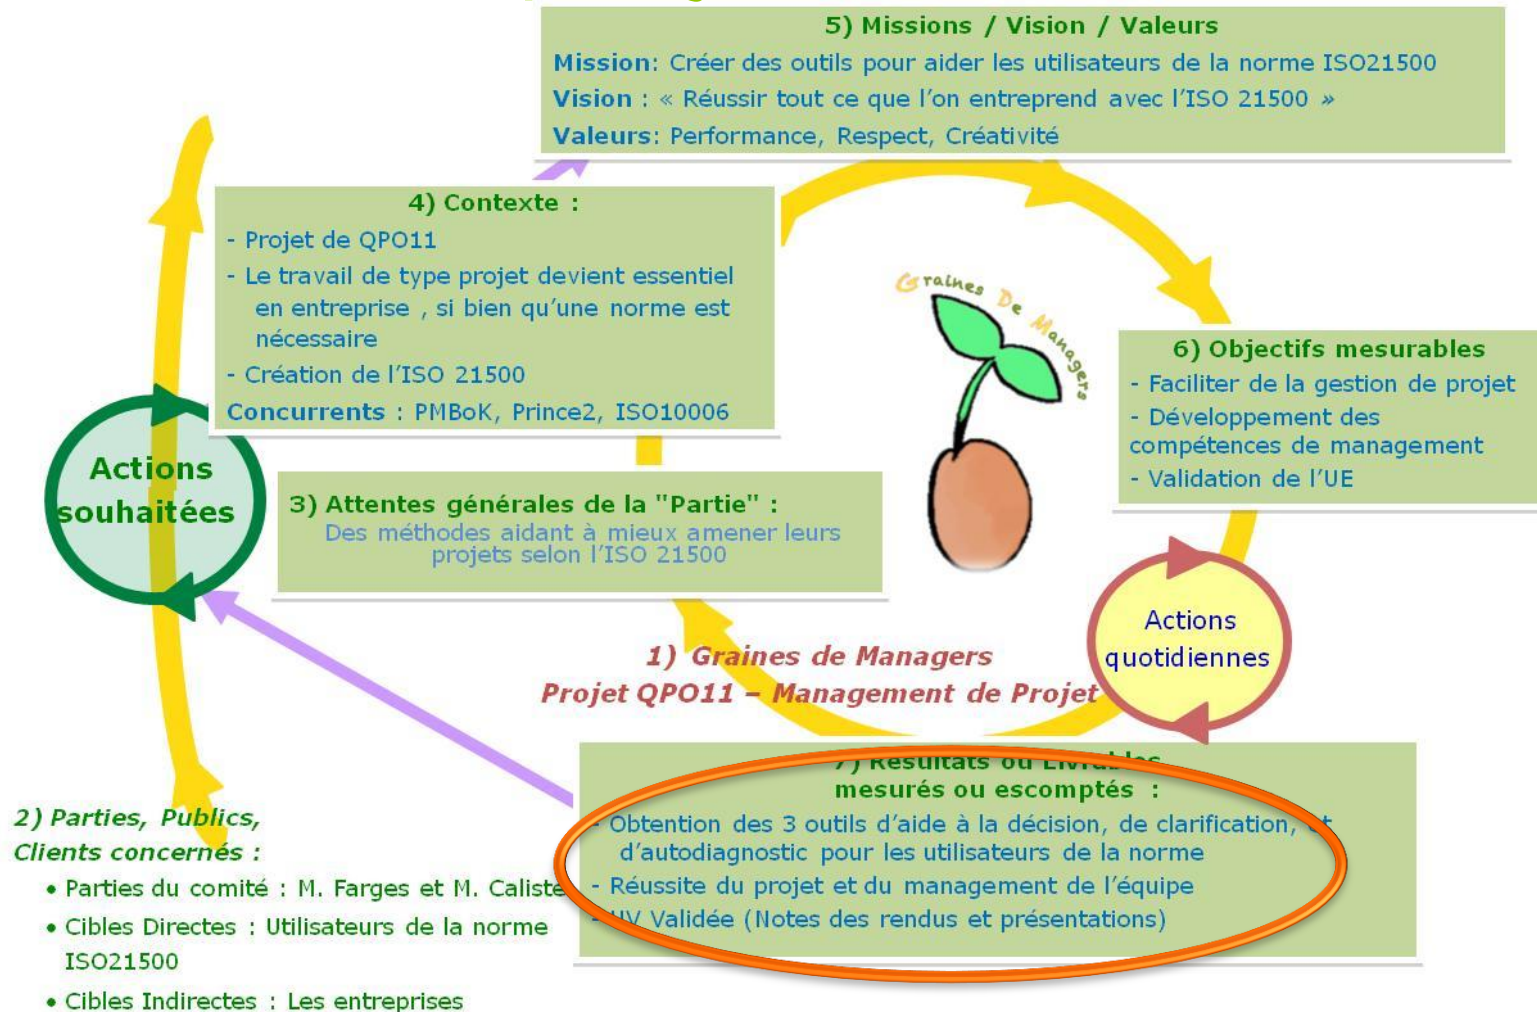 5) Missions / Vision / Valeurs
Mission: Créer des outils pour aider les utilisateurs de la norme ISO21500
Vision : « Réussir tout ce que l’on entreprend avec l’ISO 21500 »
Valeurs: Performance, Respect, Créativité
4) Contexte :
- Projet de QPO11
- Le travail de type projet devient essentiel
en entreprise , si bien qu’une norme est
nécessaire
- Création de l’ISO 21500
Concurrents : PMBoK, Prince2, ISO10006
Graines De Managers
6) Objectifs mesurables
- Faciliter de la gestion de projet
- Développement des
compétences de management
- Validation de l’UE
Actions
souhaitées
3) Attentes générales de la "Partie" :
Des méthodes aidant à mieux amener leurs
projets selon l’ISO 21500
Actions
quotidiennes
1) Graines de Managers
Projet QPO11 – Management de Projet
7) Résultats ou Livrables
mesurés ou escomptés :
- Obtention des 3 outils d’aide à la décision, de clarification, et
d’autodiagnostic pour les utilisateurs de la norme
- Réussite du projet et du management de l’équipe
- UV Validée (Notes des rendus et présentations)
2) Parties, Publics,
Clients concernés :
• Parties du comité : M. Farges et M. Caliste
• Cibles Directes : Utilisateurs de la norme
ISO21500
• Cibles Indirectes : Les entreprises